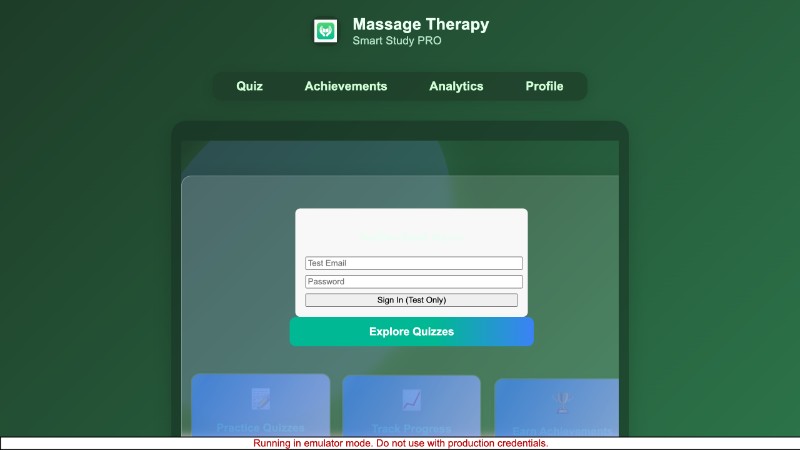 Massage Therapy
Smart Study PRO
Quiz
Achievements
Analytics
Profile
Test Email
Password
Sign In (Test Only)
Explore Quizzes
Practice Quizzes
Track Progress
Earn Achievements
Running in emulator mode. Do not use with production credentials.